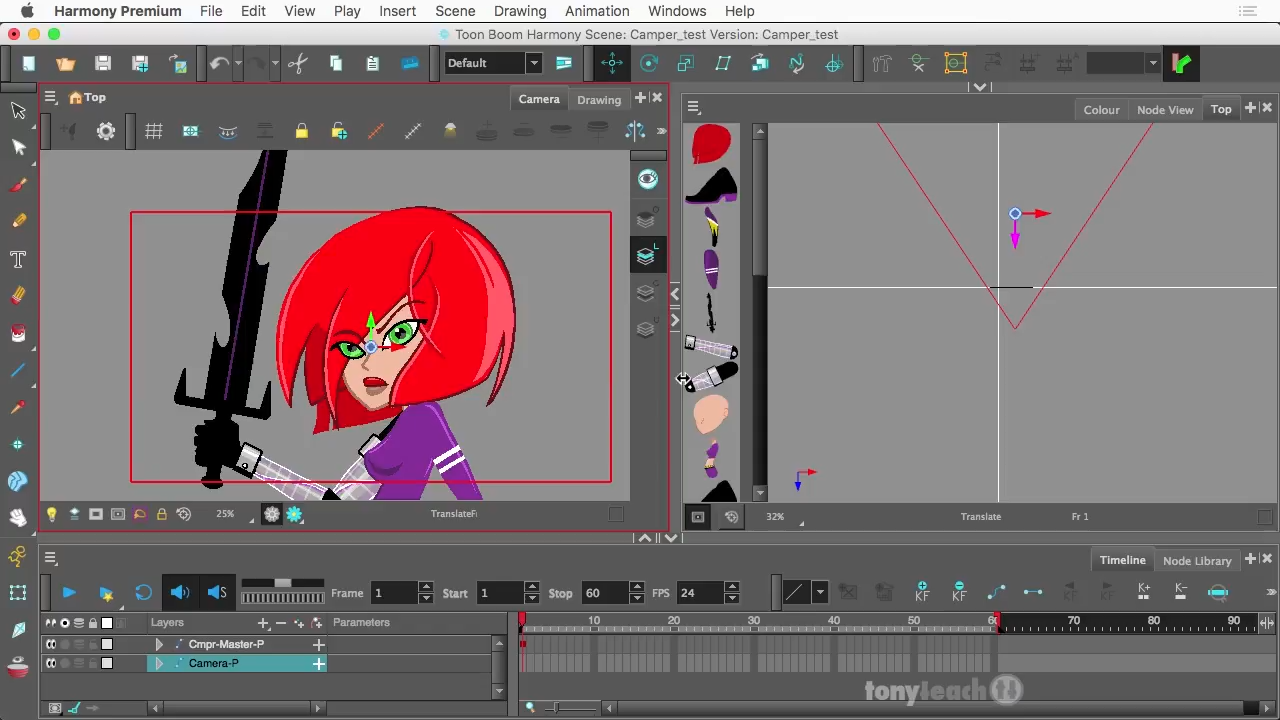 Harmony Premium File Edit View Play Insert Scene Drawing Animation Windows Help
Toon Boom Harmony Scene: Camper_test Version: Camper_test
Default
Top
Camera
Drawing
Colour
Node View
Top
25%
TranslateFr
32%
Translate
Fr 1
Timeline
Node Library
Frame 1 Start 1 Stop 60 FPS 24
KF KF K+ K-
Layers
Parameters
10 20 30 40 50 60 70 80 90
Cmpr-Master-P
Camera-P
tonyteach